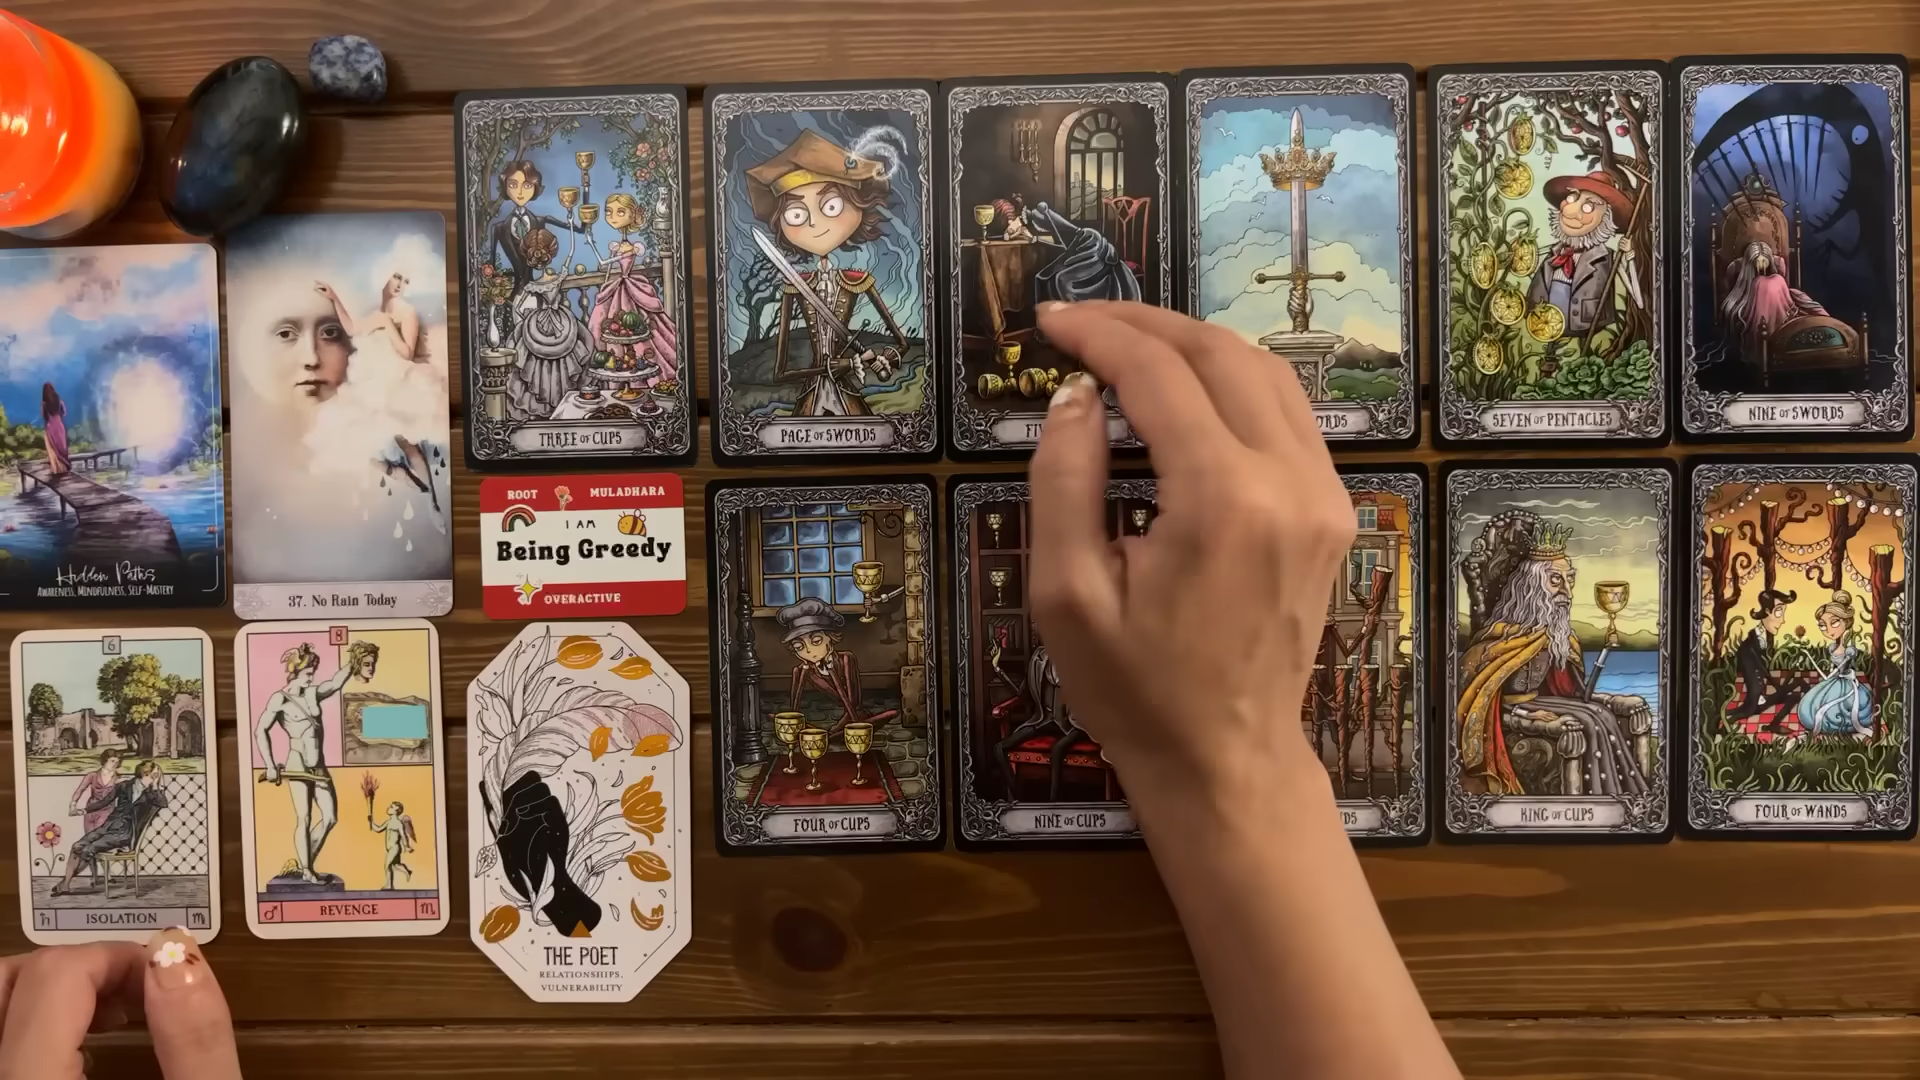 THREE OF CUPS
PAGE OF SWORDS
SEVEN OF PENTACLES
NINE OF SWORDS
Hidden Paths
AWARENESS, MINDFULNESS, SELF-MASTERY
37. No Rain Today
ROOT MULADHARA
I AM
Being Greedy
OVERACTIVE
6
ISOLATION
8
REVENGE
THE POET
RELATIONSHIPS,
VULNERABILITY
FOUR OF CUPS
NINE OF CUPS
KING OF CUPS
FOUR OF WANDS